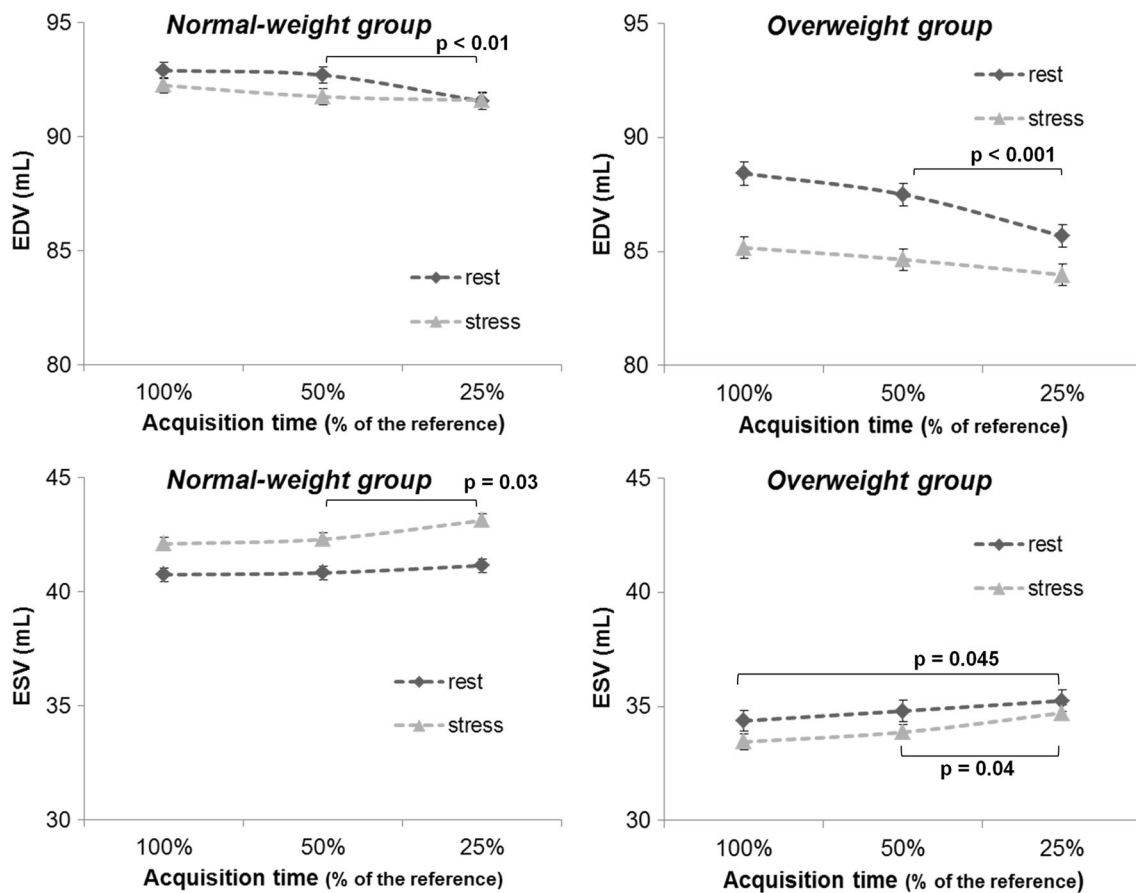 Normal-weight group
95
90
85
80
EDV (mL)
p < 0.01
rest
stress
100% 50% 25%
Acquisition time (% of the reference)
Overweight group
95
90
85
80
EDV (mL)
rest
stress
p < 0.001
100% 50% 25%
Acquisition time (% of reference)
Normal-weight group
45
40
35
30
ESV (mL)
p = 0.03
rest
stress
100% 50% 25%
Acquisition time (% of the reference)
Overweight group
45
40
35
30
ESV (mL)
rest
stress
p = 0.045
p = 0.04
100% 50% 25%
Acquisition time (% of the reference)